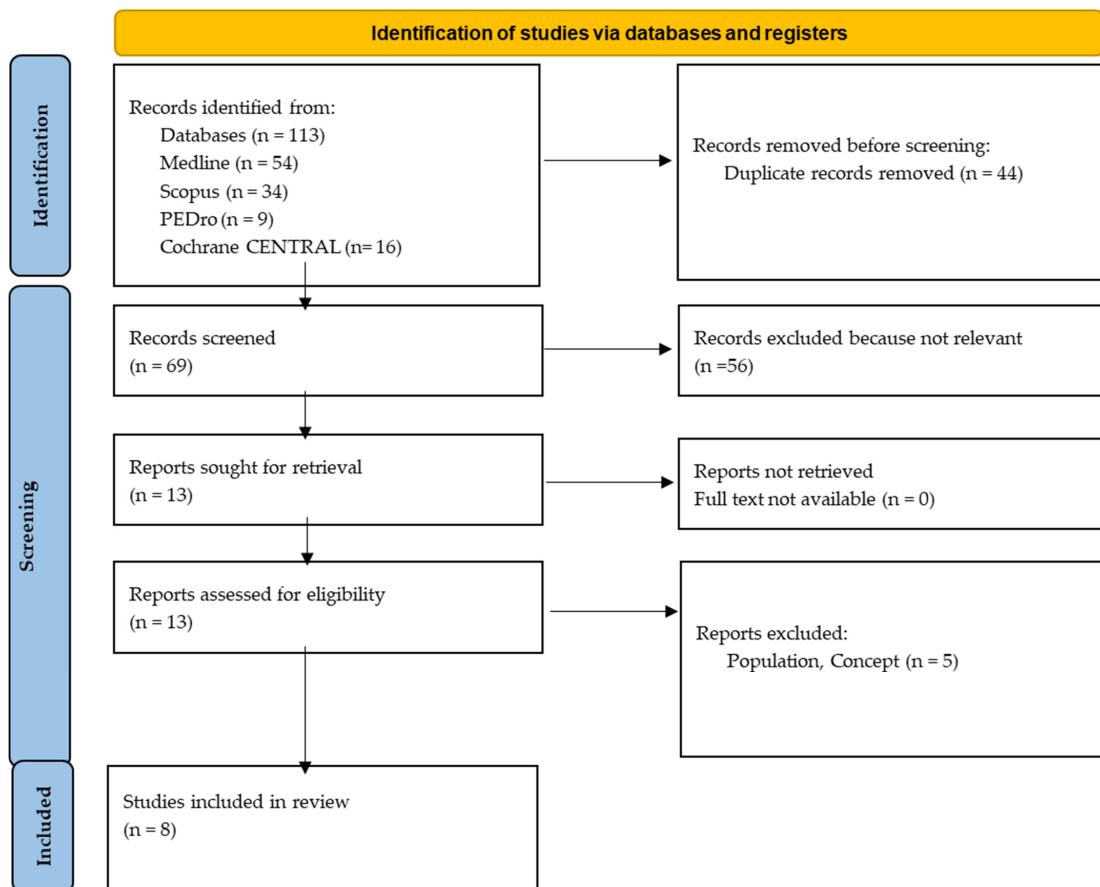 Identification of studies via databases and registers
Identification
Records identified from:
Databases (n = 113)
Medline (n = 54)
Scopus (n = 34)
PEDro (n = 9)
Cochrane CENTRAL (n= 16)
Records removed before screening:
Duplicate records removed (n = 44)
Screening
Records screened
(n = 69)
Records excluded because not relevant
(n =56)
Reports sought for retrieval
(n = 13)
Reports not retrieved
Full text not available (n = 0)
Reports assessed for eligibility
(n = 13)
Reports excluded:
Population, Concept (n = 5)
Included
Studies included in review
(n = 8)